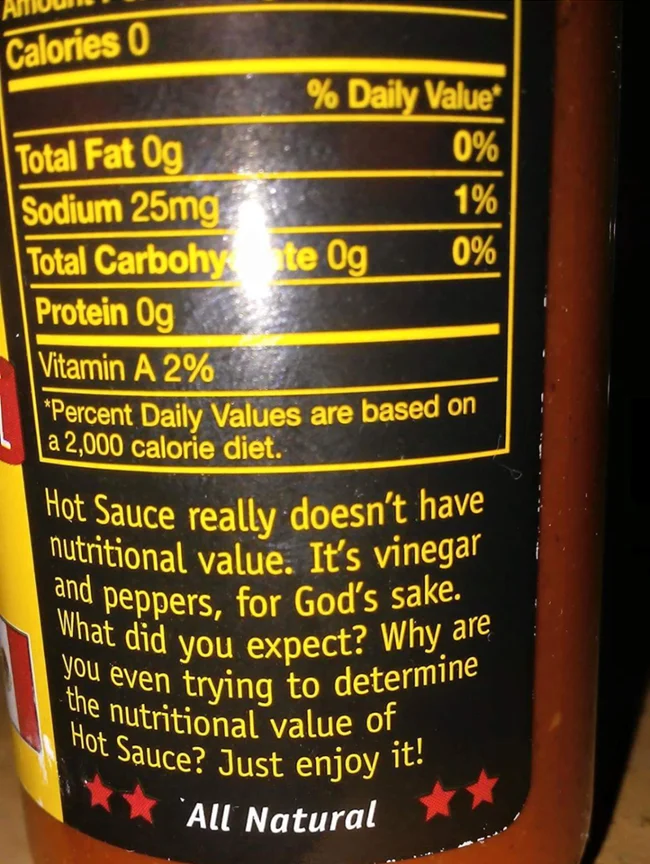 Calories 0
% Daily Value*
Total Fat 0g 0%
Sodium 25mg 1%
Total Carbohydrate 0g 0%
Protein 0g
Vitamin A 2%
*Percent Daily Values are based on
a 2,000 calorie diet.
Hot Sauce really doesn't have
nutritional value. It's vinegar
and peppers, for God's sake.
What did you expect? Why are
you even trying to determine
the nutritional value of
Hot Sauce? Just enjoy it!
All Natural